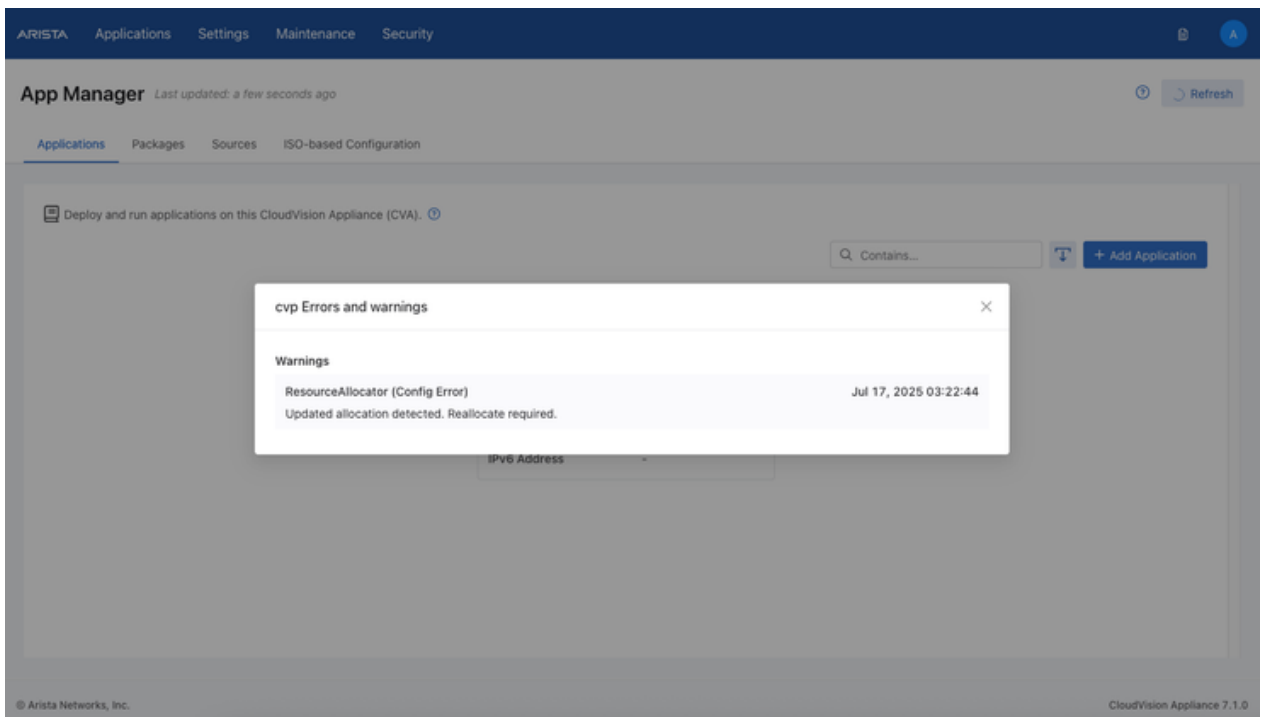 ARISTA Applications Settings Maintenance Security A
App Manager Last updated: a few seconds ago Refresh
Applications Packages Sources ISO-based Configuration
Deploy and run applications on this CloudVision Appliance (CVA).
Contains... + Add Application
cvp Errors and warnings
Warnings
ResourceAllocator (Config Error) Jul 17, 2025 03:22:44
Updated allocation detected. Reallocate required.
IPv6 Address -
© Arista Networks, Inc. CloudVision Appliance 7.1.0